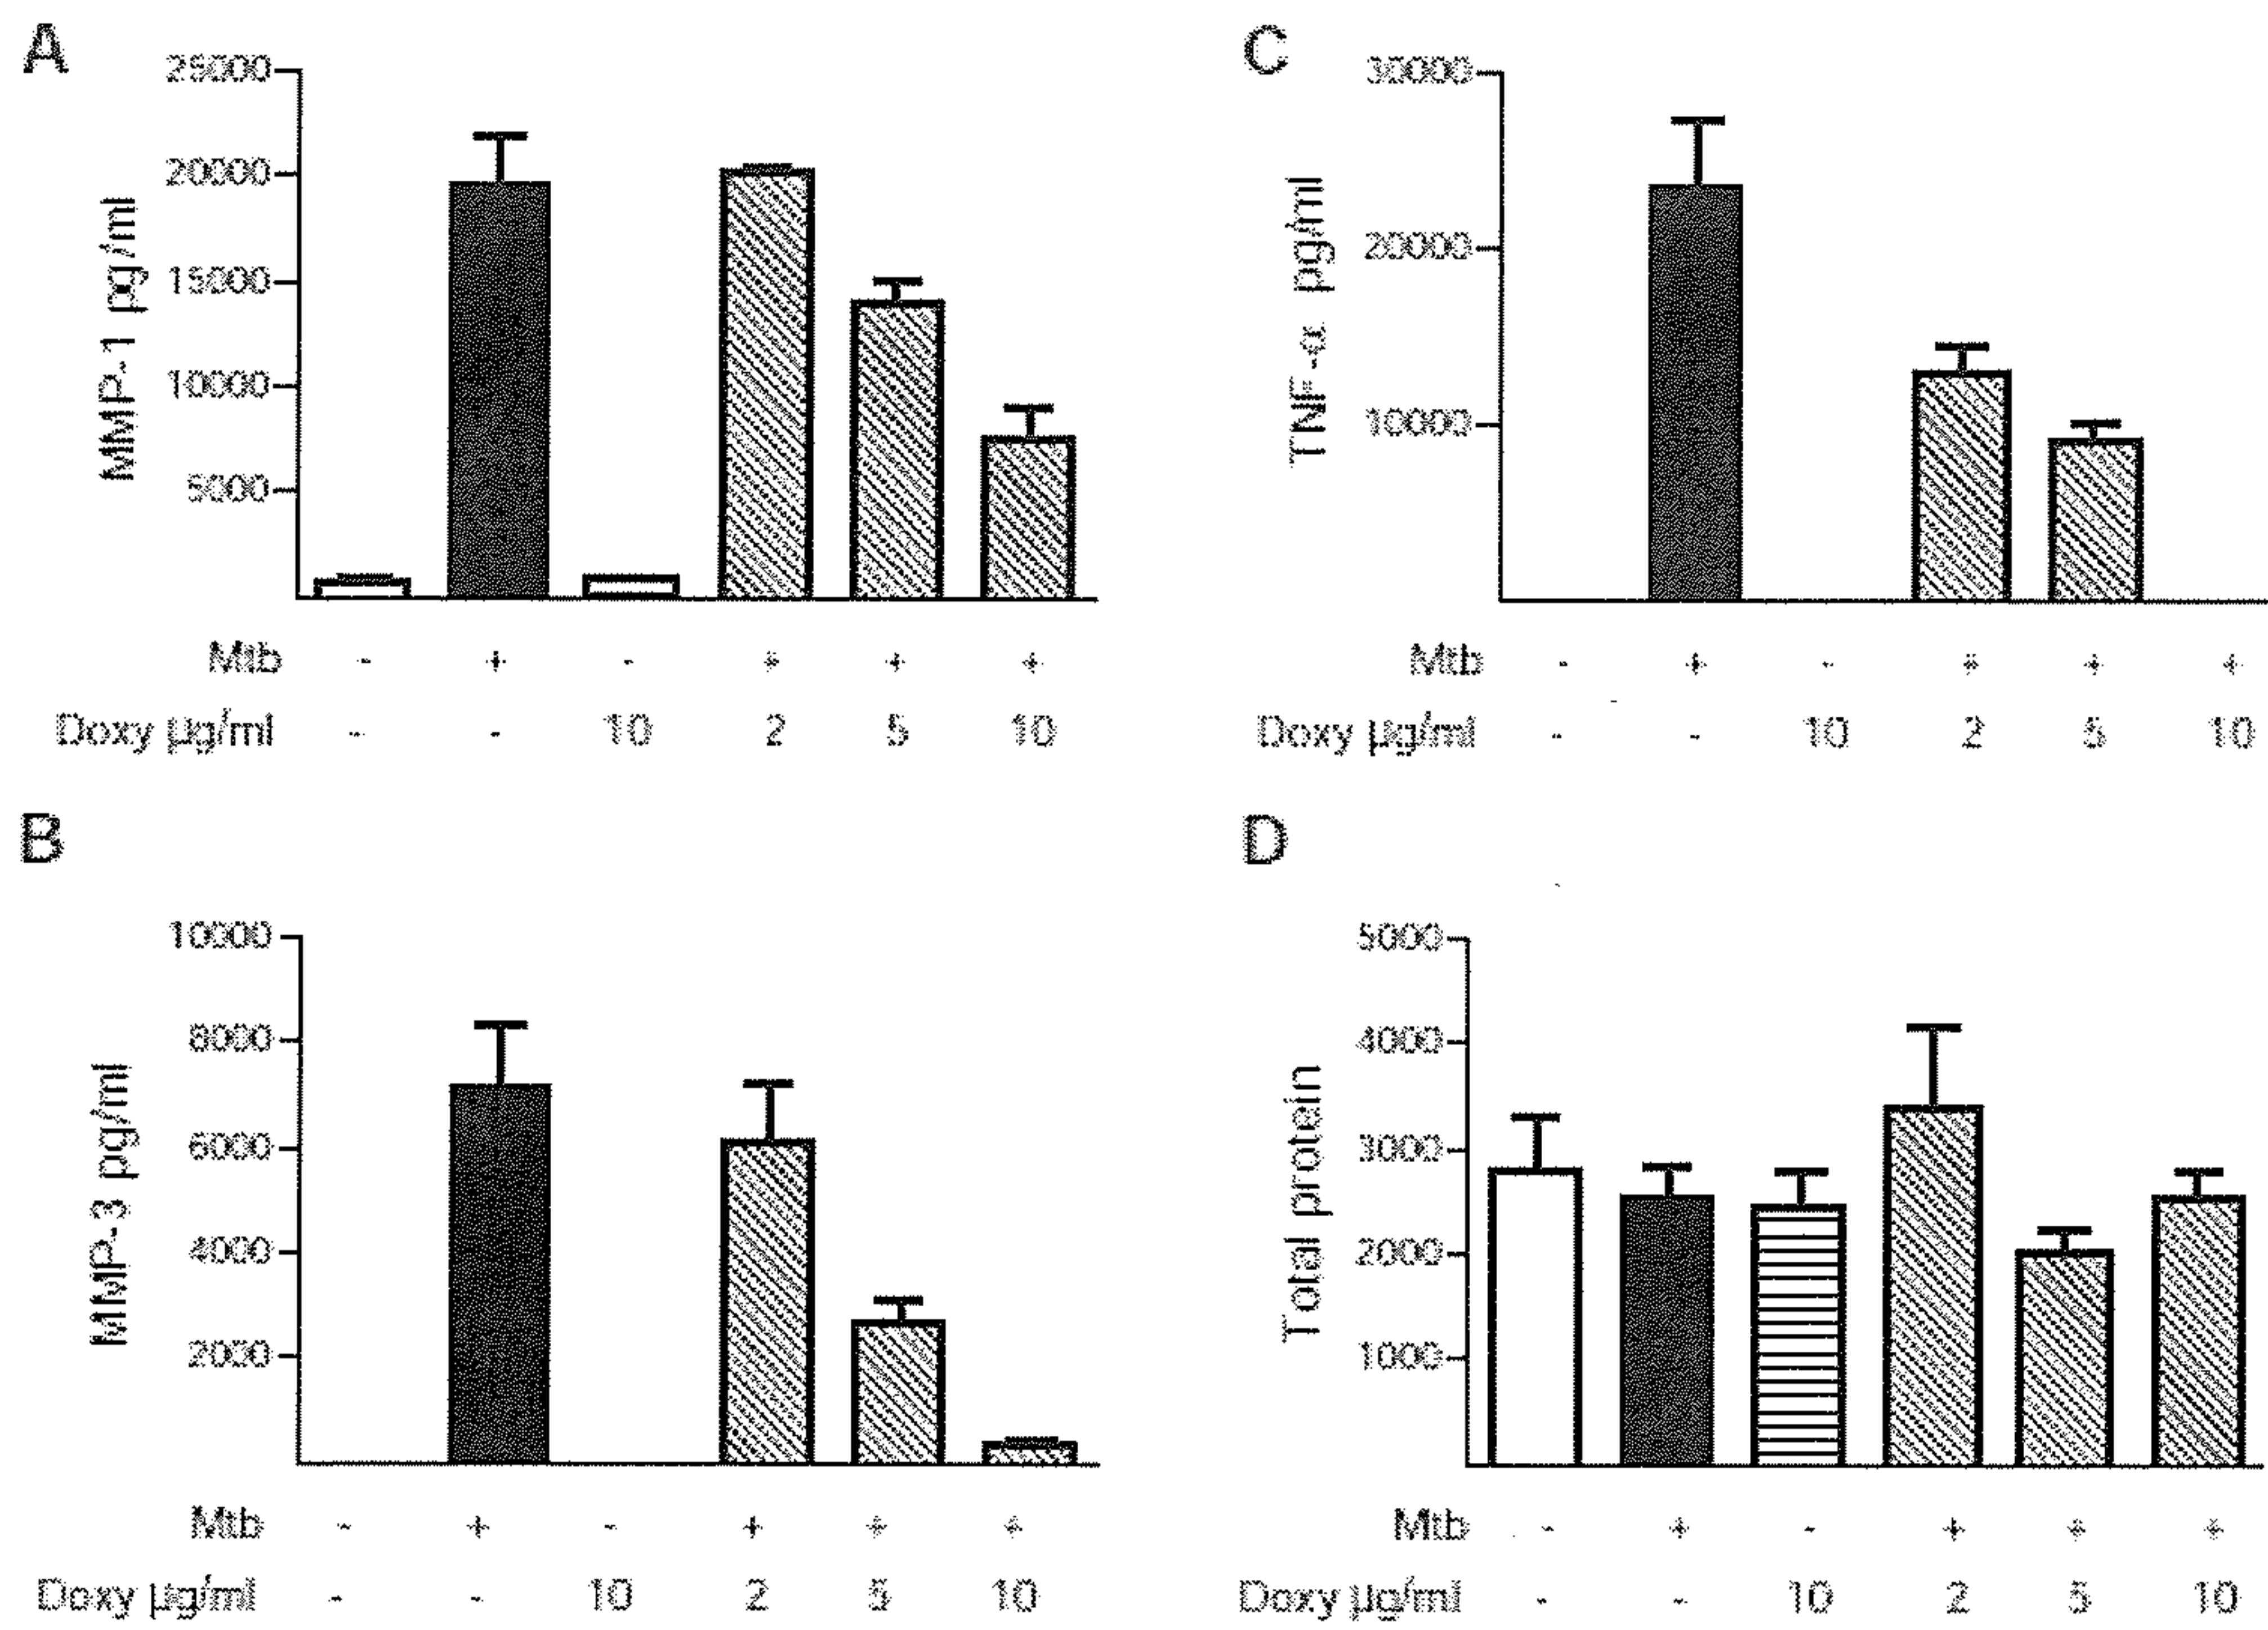 A
25000
20000
15000
10000
5000
MMP-1 pg/ml
Mtb - + - + + +
Doxy µg/ml - - 10 2 5 10
B
10000
8000
6000
4000
2000
MMP-3 pg/ml
Mtb - + - + + +
Doxy µg/ml - - 10 2 5 10
C
30000
20000
10000
TNF-α pg/ml
Mtb - + - + + +
Doxy µg/ml - - 10 2 5 10
D
5000
4000
3000
2000
1000
Total protein
Mtb - + - + + +
Doxy µg/ml - - 10 2 5 10